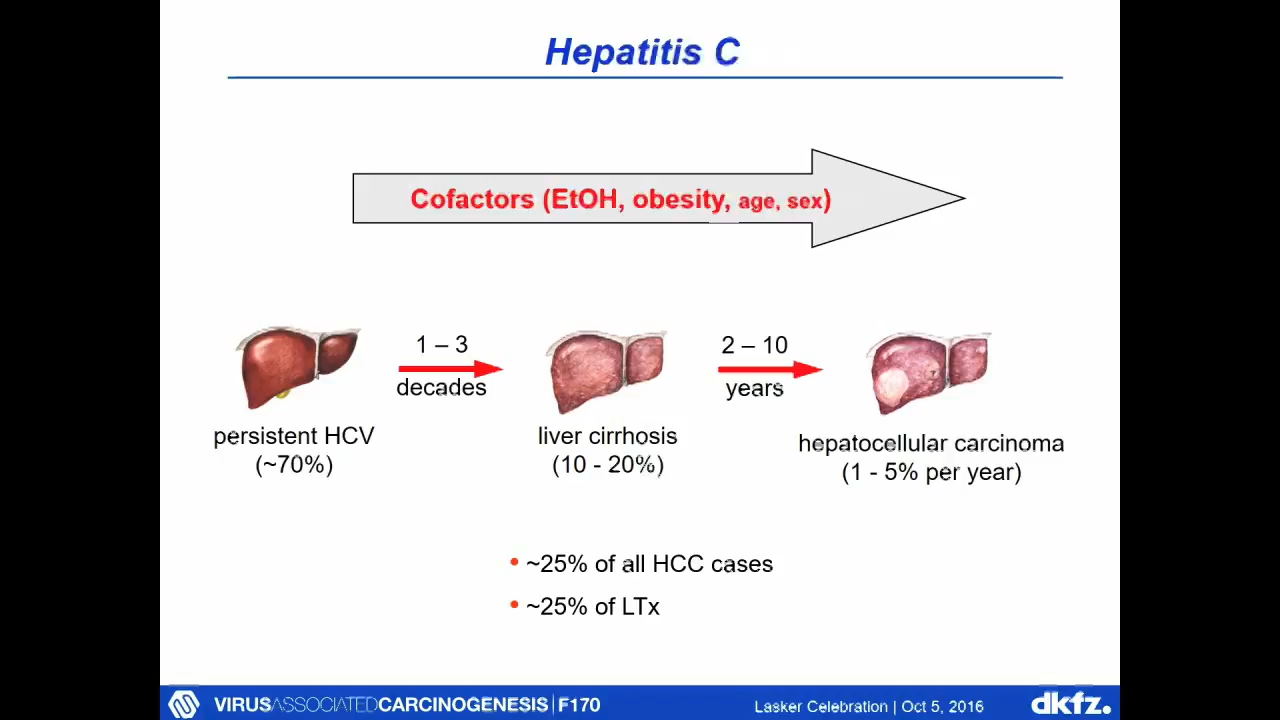 Hepatitis C
Cofactors (EtOH, obesity, age, sex)
1 – 3
decades
2 – 10
years
persistent HCV
(~70%)
liver cirrhosis
(10 - 20%)
hepatocellular carcinoma
(1 - 5% per year)
• ~25% of all HCC cases
• ~25% of LTx
VIRUSASSOCIATEDCARCINOGENESIS|F170
Lasker Celebration | Oct 5, 2016
dkfz.